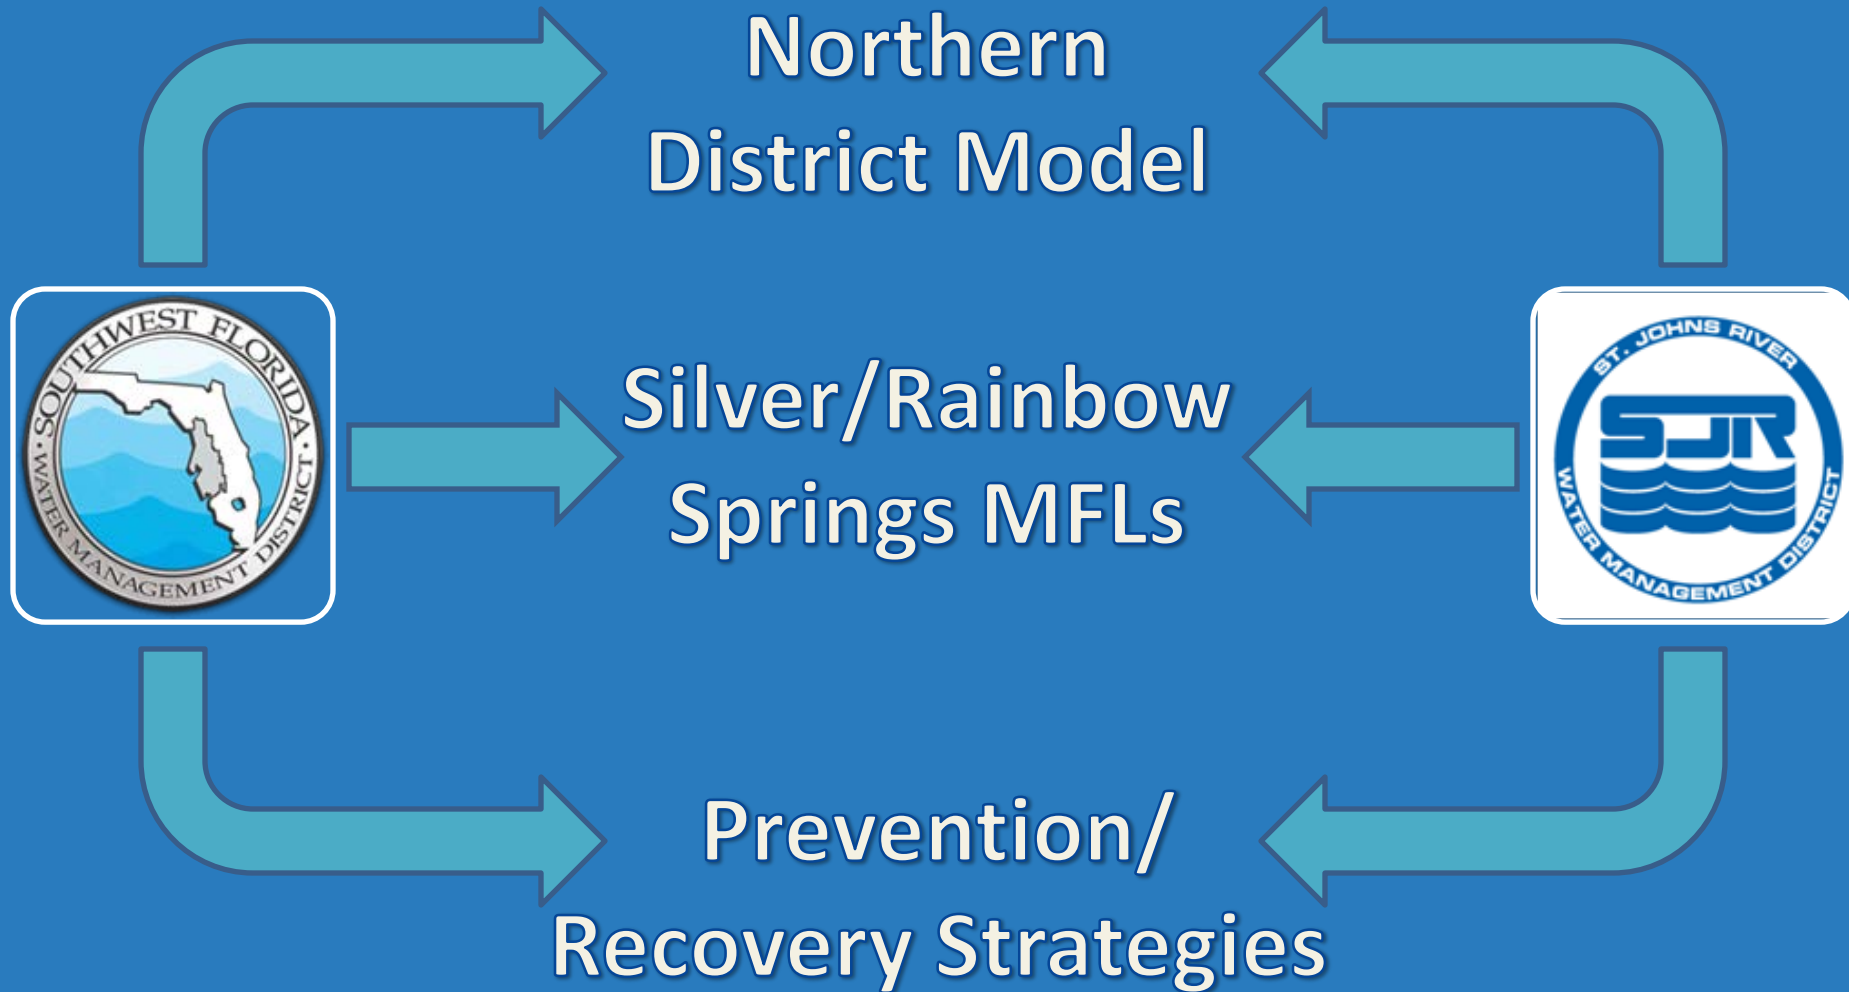 Northern
District Model
SOUTHWEST FLORIDA
· WATER MANAGEMENT DISTRICT ·
Silver/Rainbow
Springs MFLs
ST. JOHNS RIVER
SJR
WATER MANAGEMENT DISTRICT
Prevention/
Recovery Strategies